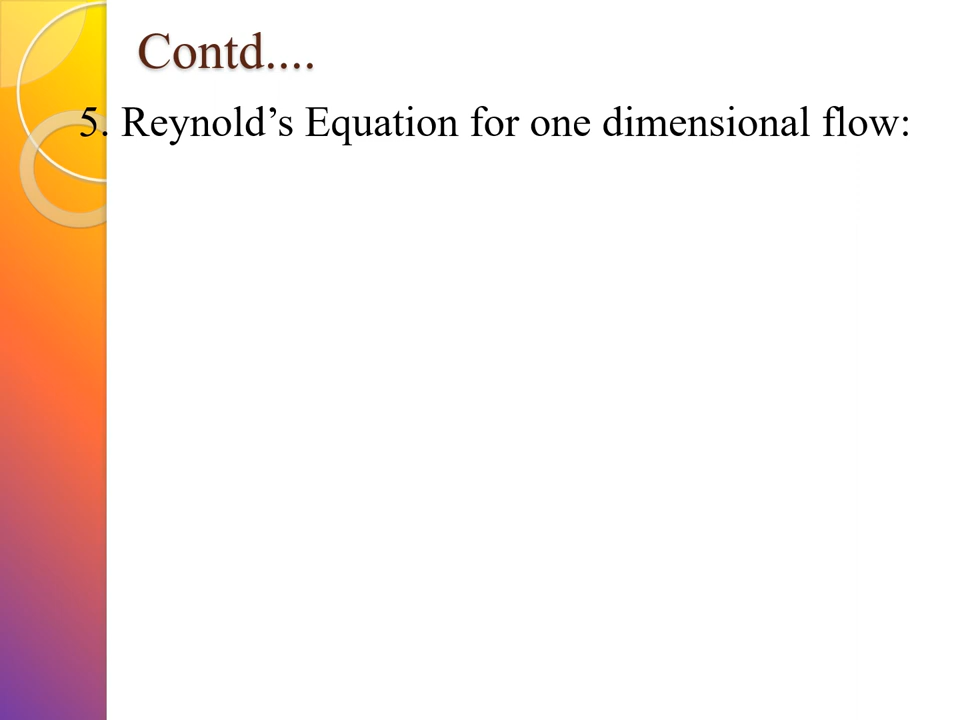 Contd....
5. Reynold’s Equation for one dimensional flow: